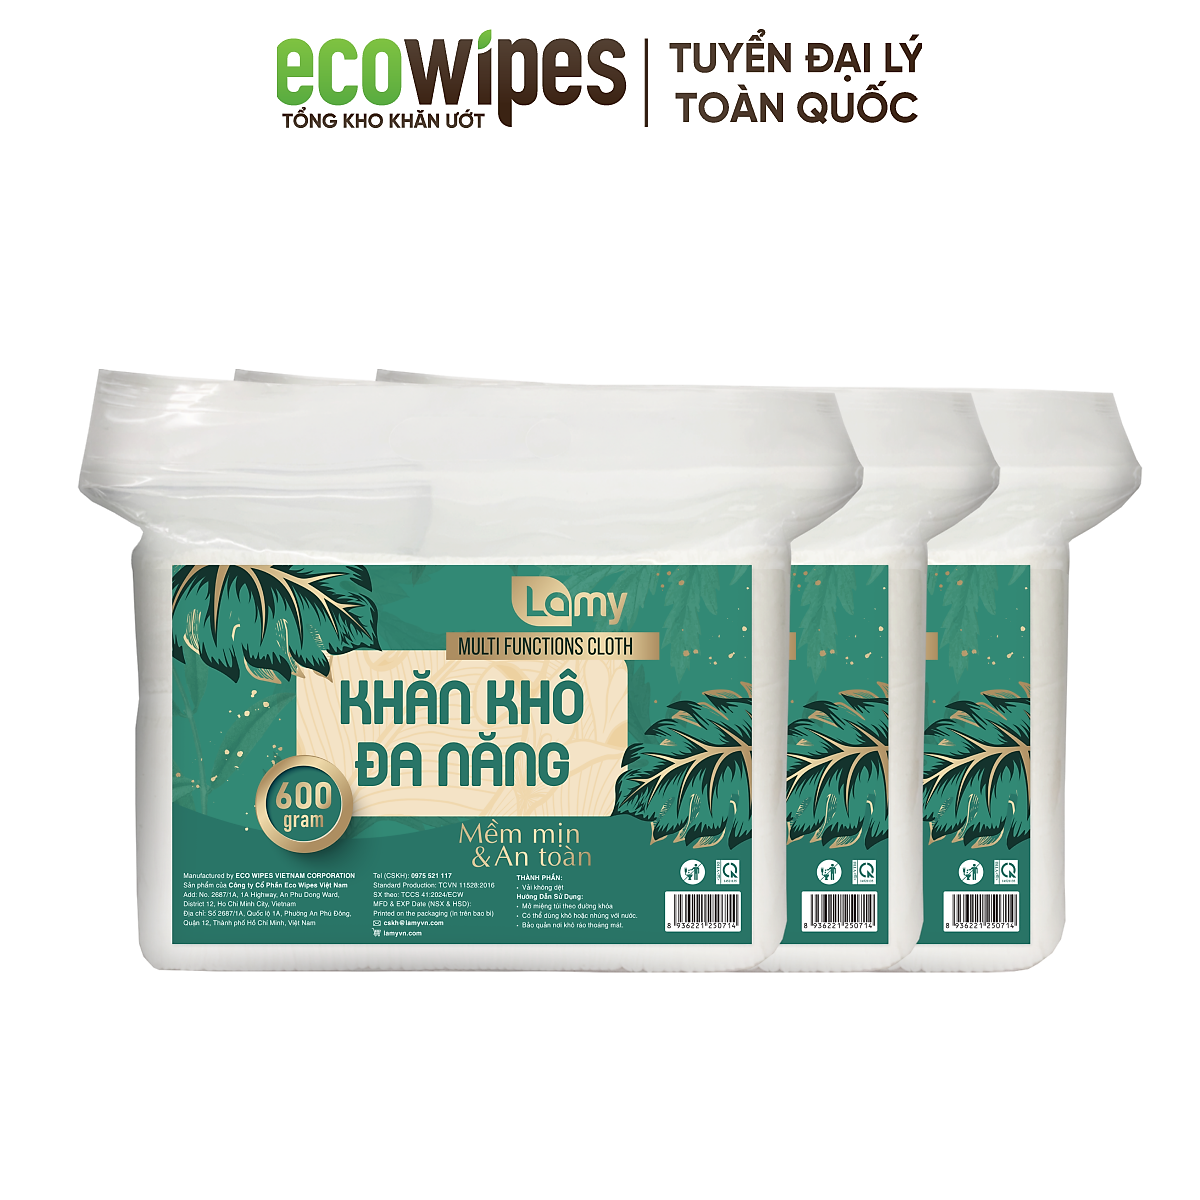 ecowipes
TỔNG KHO KHĂN ƯỚT
TUYỂN ĐẠI LÝ
TOÀN QUỐC
Lamy
MULTI FUNCTIONS CLOTH
KHĂN KHÔ
ĐA NĂNG
600
gram
Mềm mịn
& An toàn
Manufactured by ECO WIPES VIETNAM CORPORATION
Sản phẩm của Công ty Cổ Phần Eco Wipes Việt Nam
Add: No. 2687/1A, 1A Highway, An Phu Dong Ward,
District 12, Ho Chi Minh City, Vietnam
Địa chỉ: Số 2687/1A, Quốc lộ 1A, Phường An Phú Đông,
Quận 12, Thành phố Hồ Chí Minh, Việt Nam
Tel (CSKH): 0975 521 117
Standard Production: TCVN 11528:2016
SX theo: TCCS 41:2024/ECW
MFD & EXP Date (NSX & HSD):
Printed on the packaging (In trên bao bì)
cskh@lamyvn.com
lamyvn.com
THÀNH PHẦN:
• Vải không dệt
Hướng Dẫn Sử Dụng:
• Mở miệng túi theo đường khóa
• Có thể dùng khô hoặc nhúng với nước.
• Bảo quản nơi khô ráo thoáng mát.
8 936221 250714
8 936221 250714
8 936221 250714